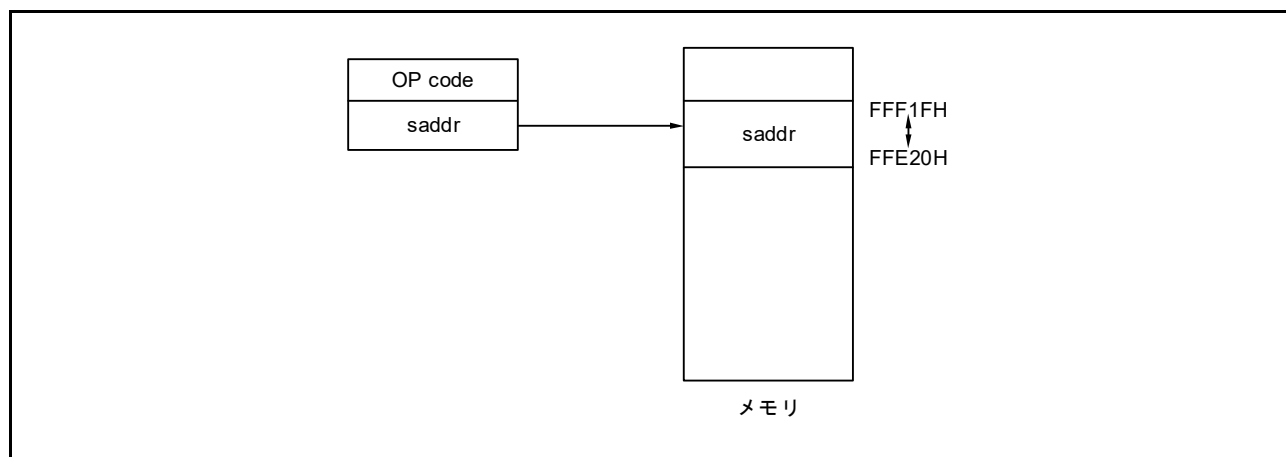 OP code
saddr
saddr
FFF1FH
FFE20H
メモリ